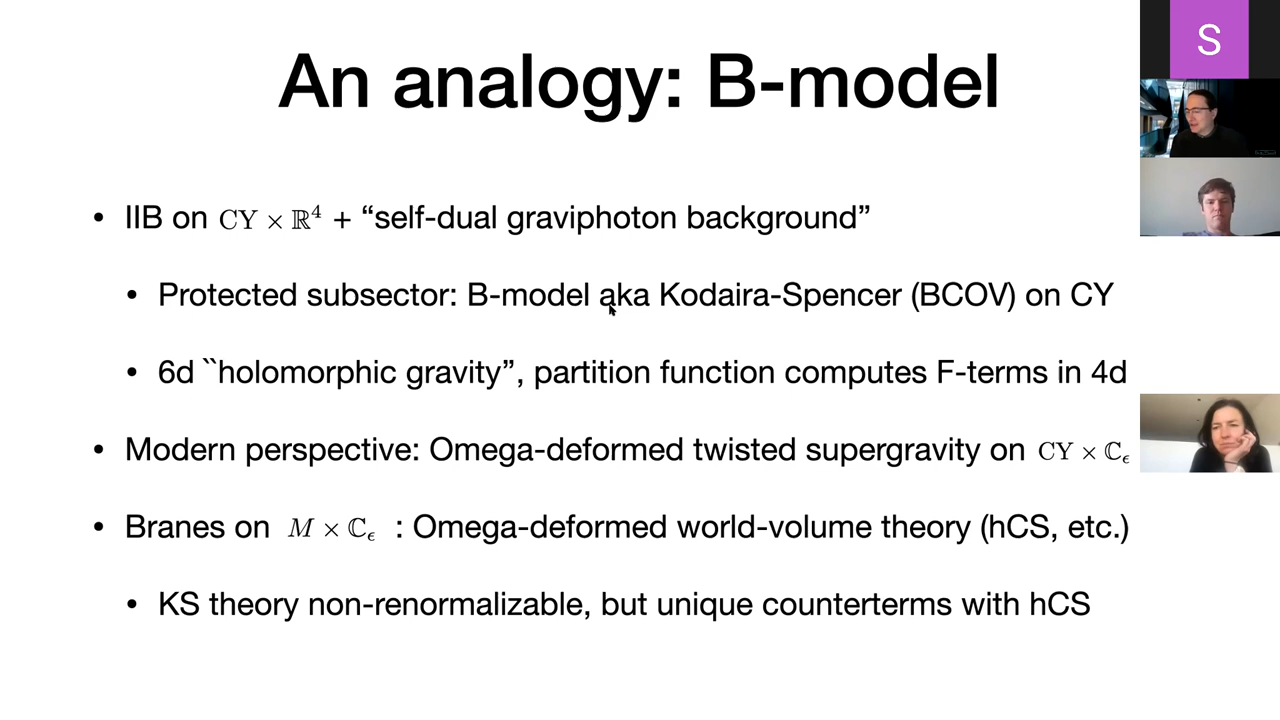 An analogy: B-model
• IIB on CY × ℝ⁴ + “self-dual graviphoton background”
• Protected subsector: B-model aka Kodaira-Spencer (BCOV) on CY
• 6d ``holomorphic gravity”, partition function computes F-terms in 4d
• Modern perspective: Omega-deformed twisted supergravity on CY × ℂ_ϵ
• Branes on M × ℂ_ϵ : Omega-deformed world-volume theory (hCS, etc.)
• KS theory non-renormalizable, but unique counterterms with hCS
S